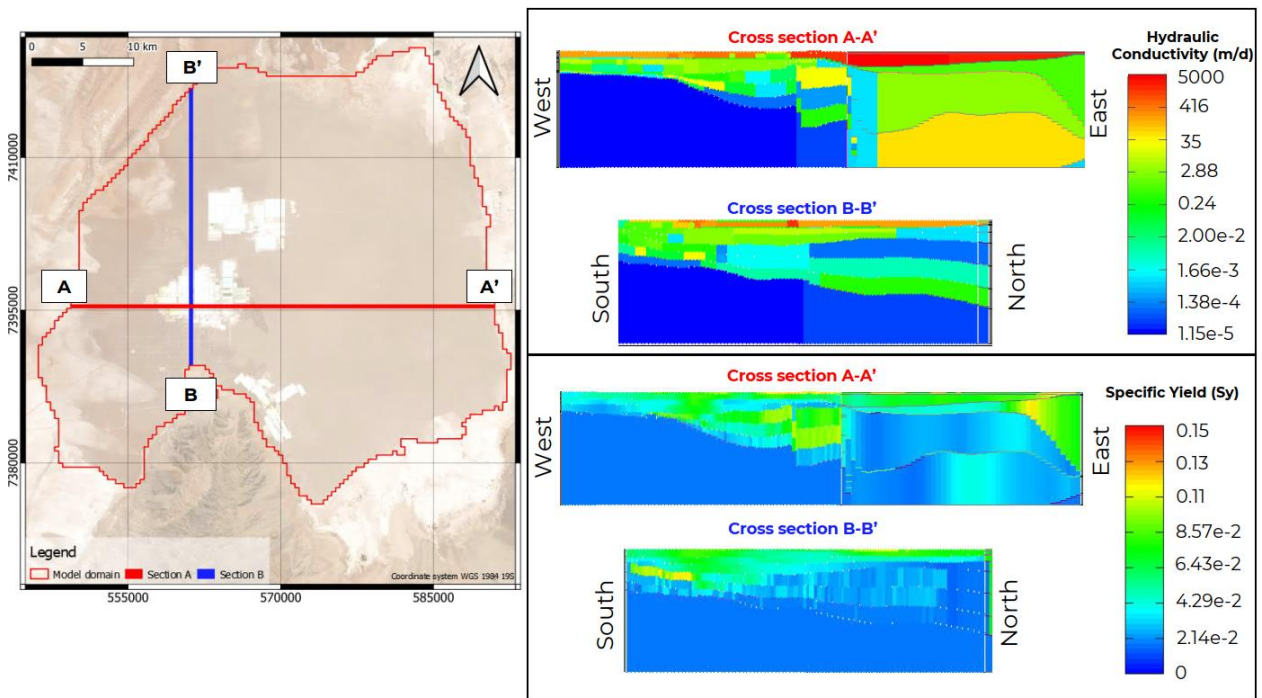 0 5 10 km
B'
A
A'
B
7410000
7395000
7380000
555000
570000
585000
Legend
Model domain Section A Section B
Coordinate system WGS 1984 19S
Cross section A-A’
West
East
Cross section B-B’
South
North
Hydraulic
Conductivity (m/d)
5000
416
35
2.88
0.24
2.00e-2
1.66e-3
1.38e-4
1.15e-5
Cross section A-A’
West
East
Cross section B-B’
South
North
Specific Yield (Sy)
0.15
0.13
0.11
8.57e-2
6.43e-2
4.29e-2
2.14e-2
0